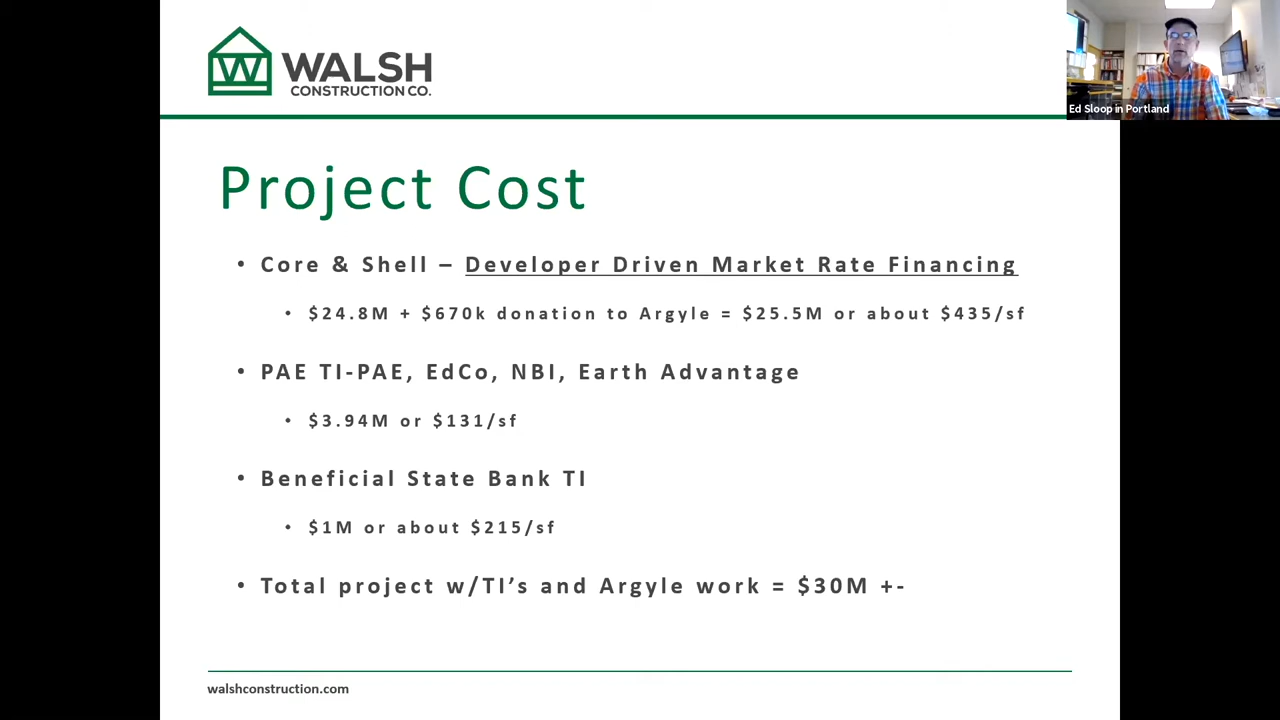 WALSH
CONSTRUCTION CO.
Ed Sloop in Portland
Project Cost
• Core & Shell – Developer Driven Market Rate Financing
• $24.8M + $670k donation to Argyle = $25.5M or about $435/sf
• PAE TI-PAE, EdCo, NBI, Earth Advantage
• $3.94M or $131/sf
• Beneficial State Bank TI
• $1M or about $215/sf
• Total project w/TI’s and Argyle work = $30M +-
walshconstruction.com